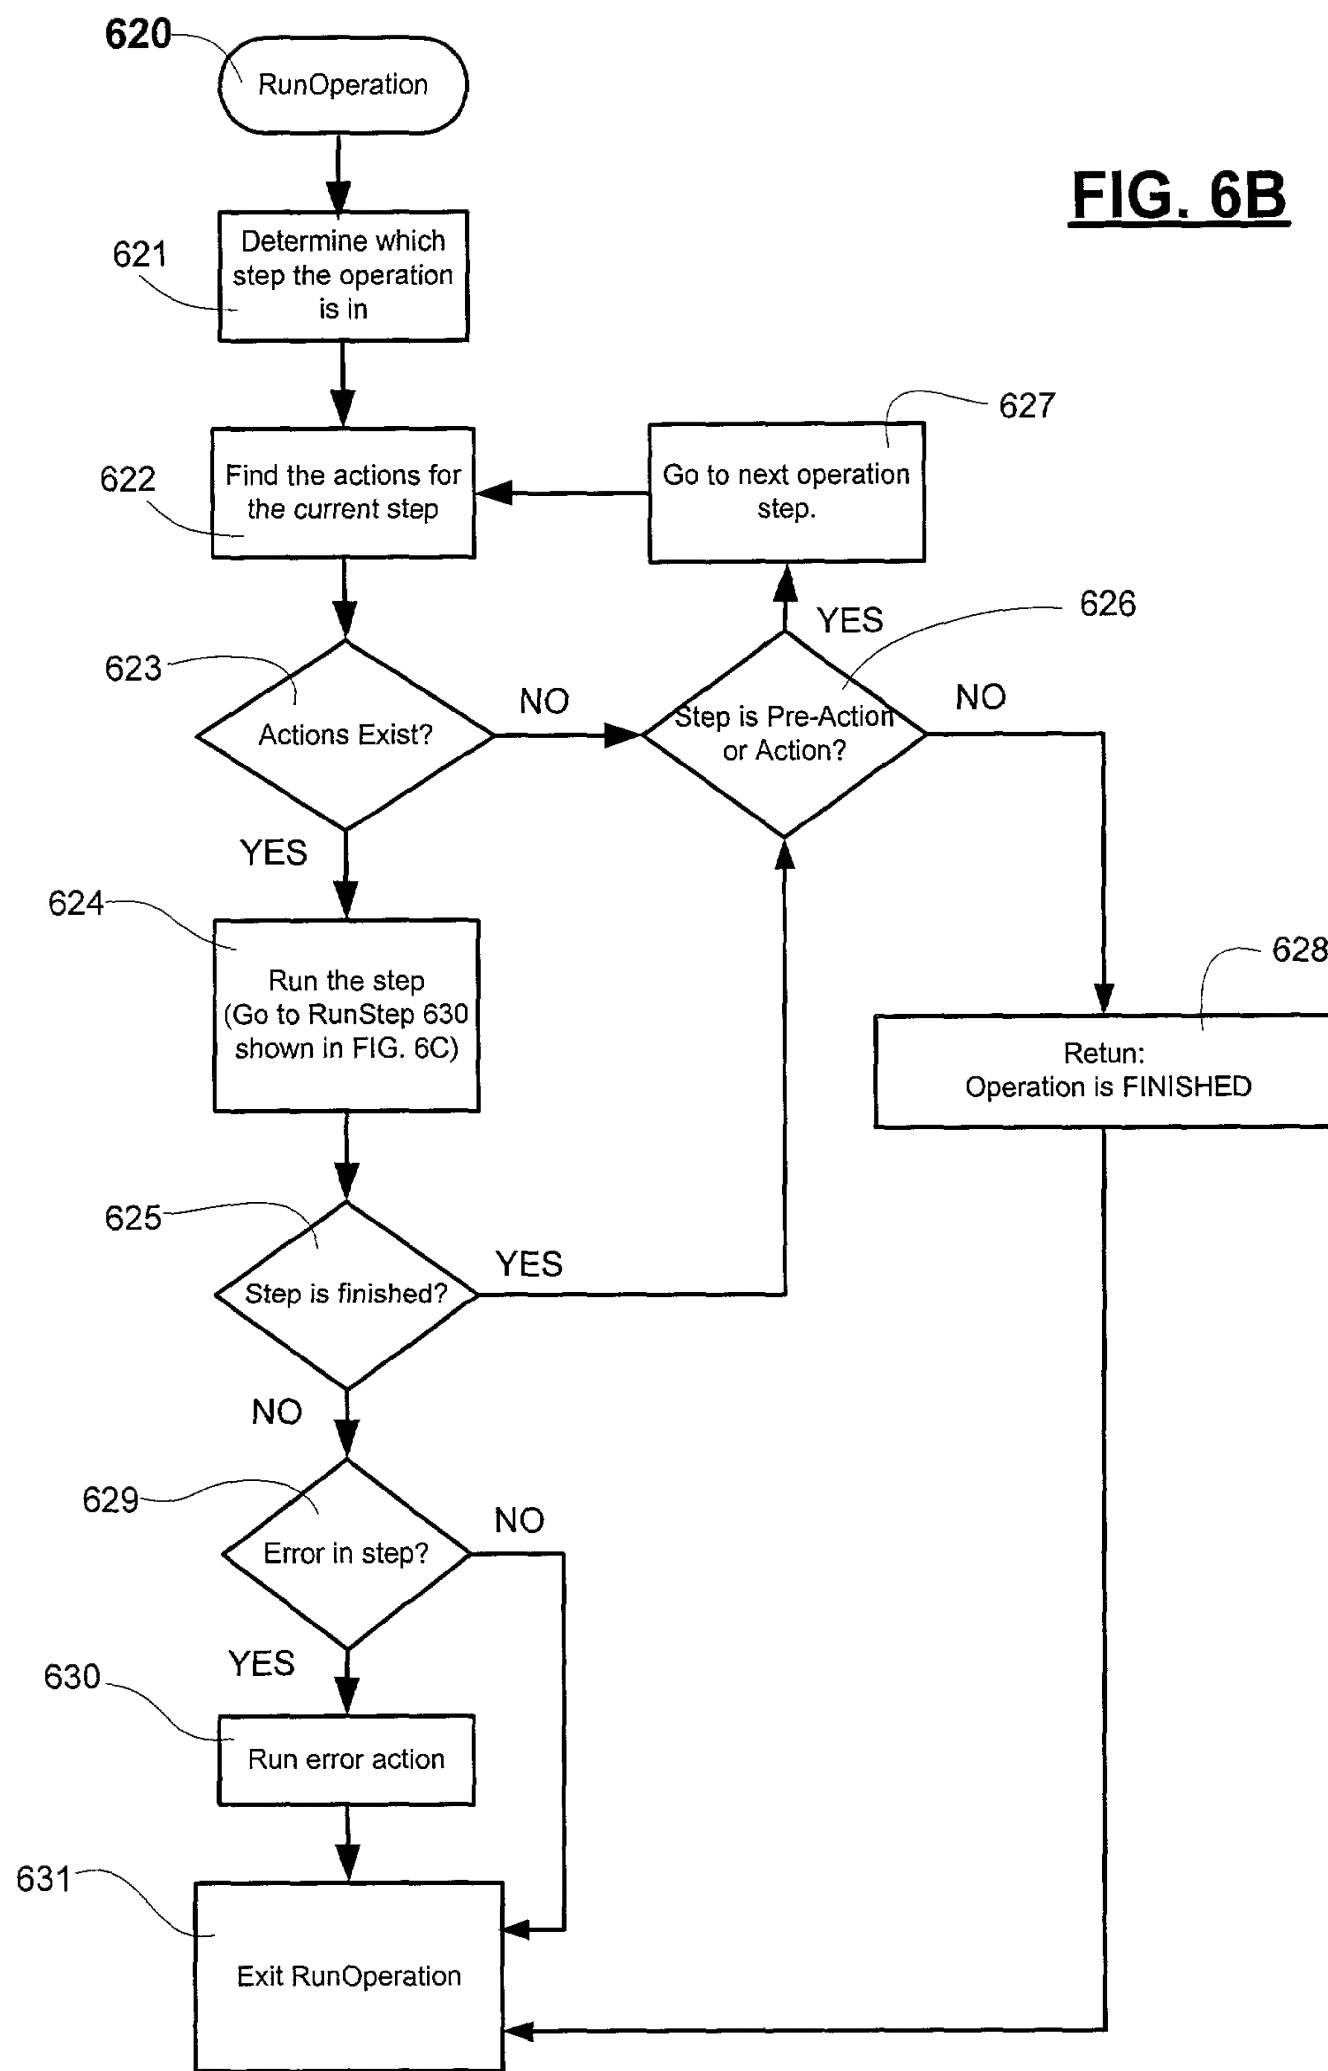 620
RunOperation
FIG. 6B
621
Determine which
step the operation
is in
627
622
Find the actions for
the current step
Go to next operation
step.
626
YES
623
Actions Exist?
NO
Step is Pre-Action
or Action?
NO
YES
624
Run the step
(Go to RunStep 630
shown in FIG. 6C)
628
Retun:
Operation is FINISHED
625
Step is finished?
YES
NO
629
Error in step?
NO
YES
630
Run error action
631
Exit RunOperation